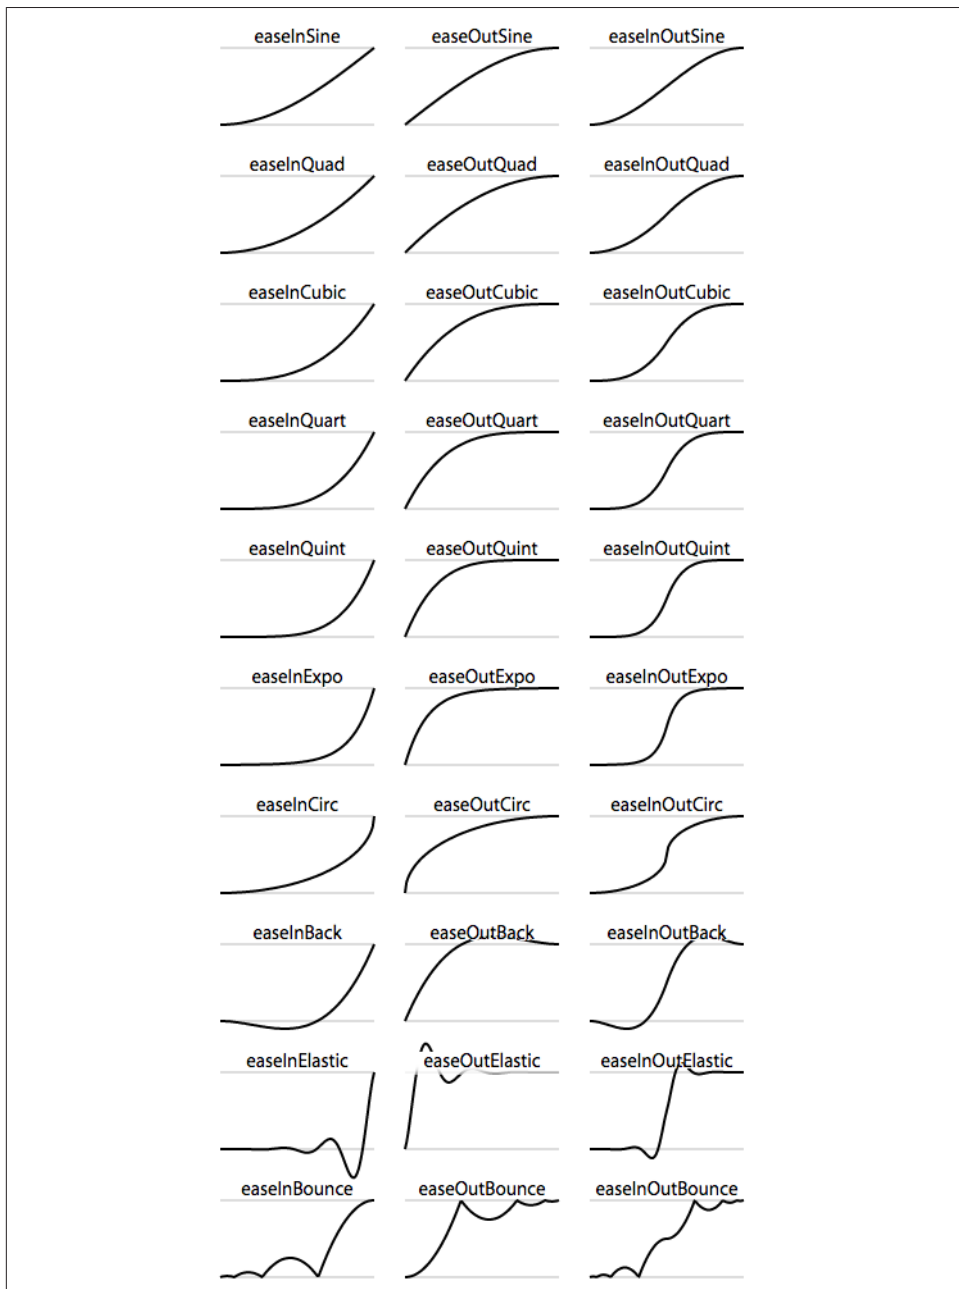 easeInSine easeOutSine easeInOutSine
easeInQuad easeOutQuad easeInOutQuad
easeInCubic easeOutCubic easeInOutCubic
easeInQuart easeOutQuart easeInOutQuart
easeInQuint easeOutQuint easeInOutQuint
easeInExpo easeOutExpo easeInOutExpo
easeInCirc easeOutCirc easeInOutCirc
easeInBack easeOutBack easeInOutBack
easeInElastic easeOutElastic easeInOutElastic
easeInBounce easeOutBounce easeInOutBounce